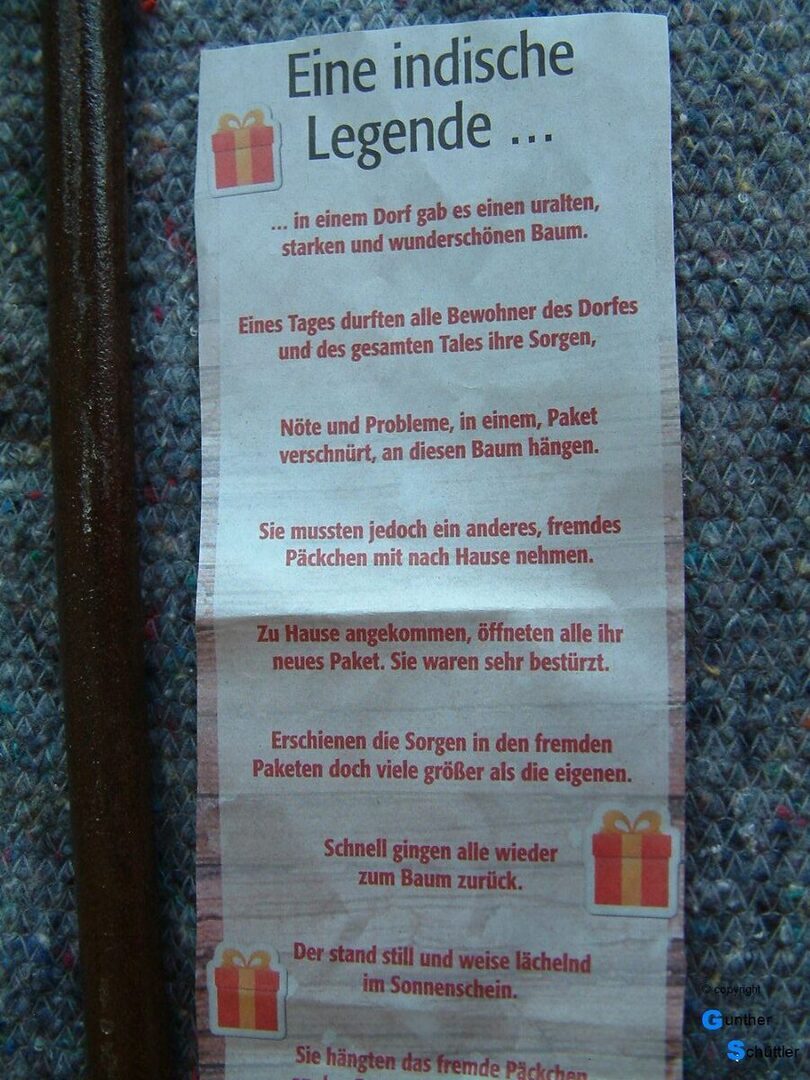 Eine indische
Legende ...
... in einem Dorf gab es einen uralten,
starken und wunderschönen Baum.
Eines Tages durften alle Bewohner des Dorfes
und des gesamten Tales ihre Sorgen,
Nöte und Probleme, in einem, Paket
verschnürt, an diesen Baum hängen.
Sie mussten jedoch ein anderes, fremdes
Päckchen mit nach Hause nehmen.
Zu Hause angekommen, öffneten alle ihr
neues Paket. Sie waren sehr bestürzt.
Erschienen die Sorgen in den fremden
Paketen doch viele größer als die eigenen.
Schnell gingen alle wieder
zum Baum zurück.
Der stand still und weise lächelnd
im Sonnenschein.
Sie hängten das fremde Päckchen
© copyright
Gunther
Schüttler